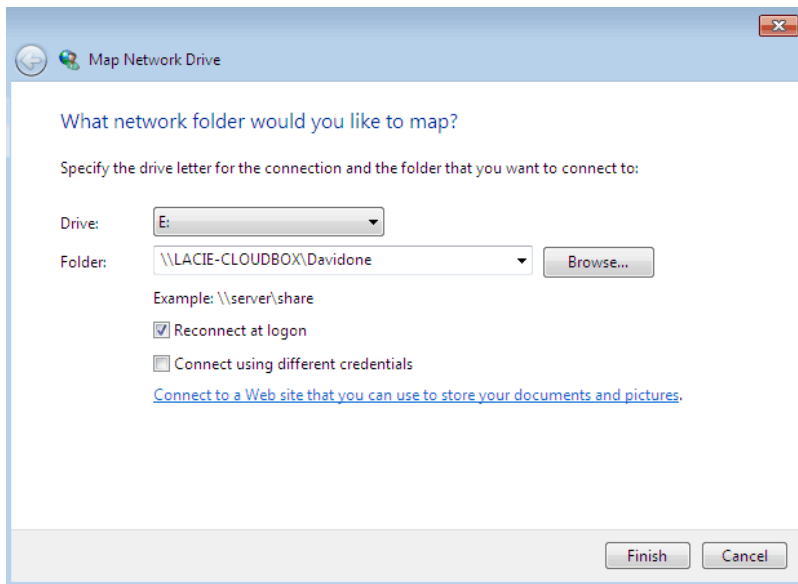 Map Network Drive
What network folder would you like to map?
Specify the drive letter for the connection and the folder that you want to connect to:
Drive: E:
Folder: \\LACIE-CLOUDBOX\Davidone Browse...
Example: \\server\share
Reconnect at logon
Connect using different credentials
Connect to a Web site that you can use to store your documents and pictures.
Finish Cancel